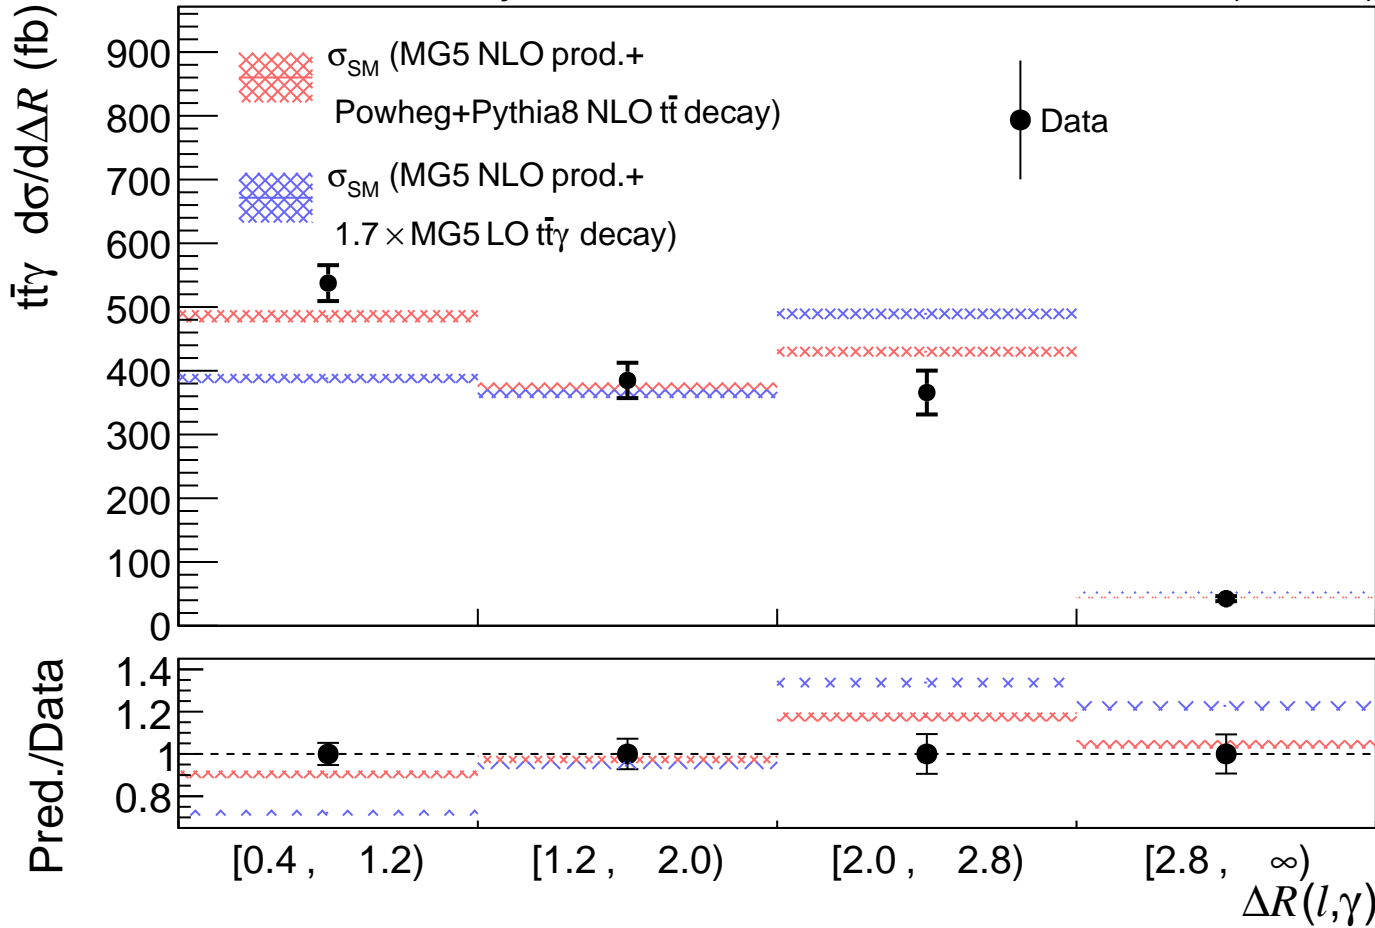 tt̄γ dσ/dΔR (fb)
900
800
700
600
500
400
300
200
100
0
σSM (MG5 NLO prod.+
Powheg+Pythia8 NLO tt̄ decay)
σSM (MG5 NLO prod.+
1.7 × MG5 LO tt̄γ decay)
Data
Pred./Data
1.4
1.2
1
0.8
[0.4 , 1.2)
[1.2 , 2.0)
[2.0 , 2.8)
[2.8 , ∞)
ΔR(l,γ)